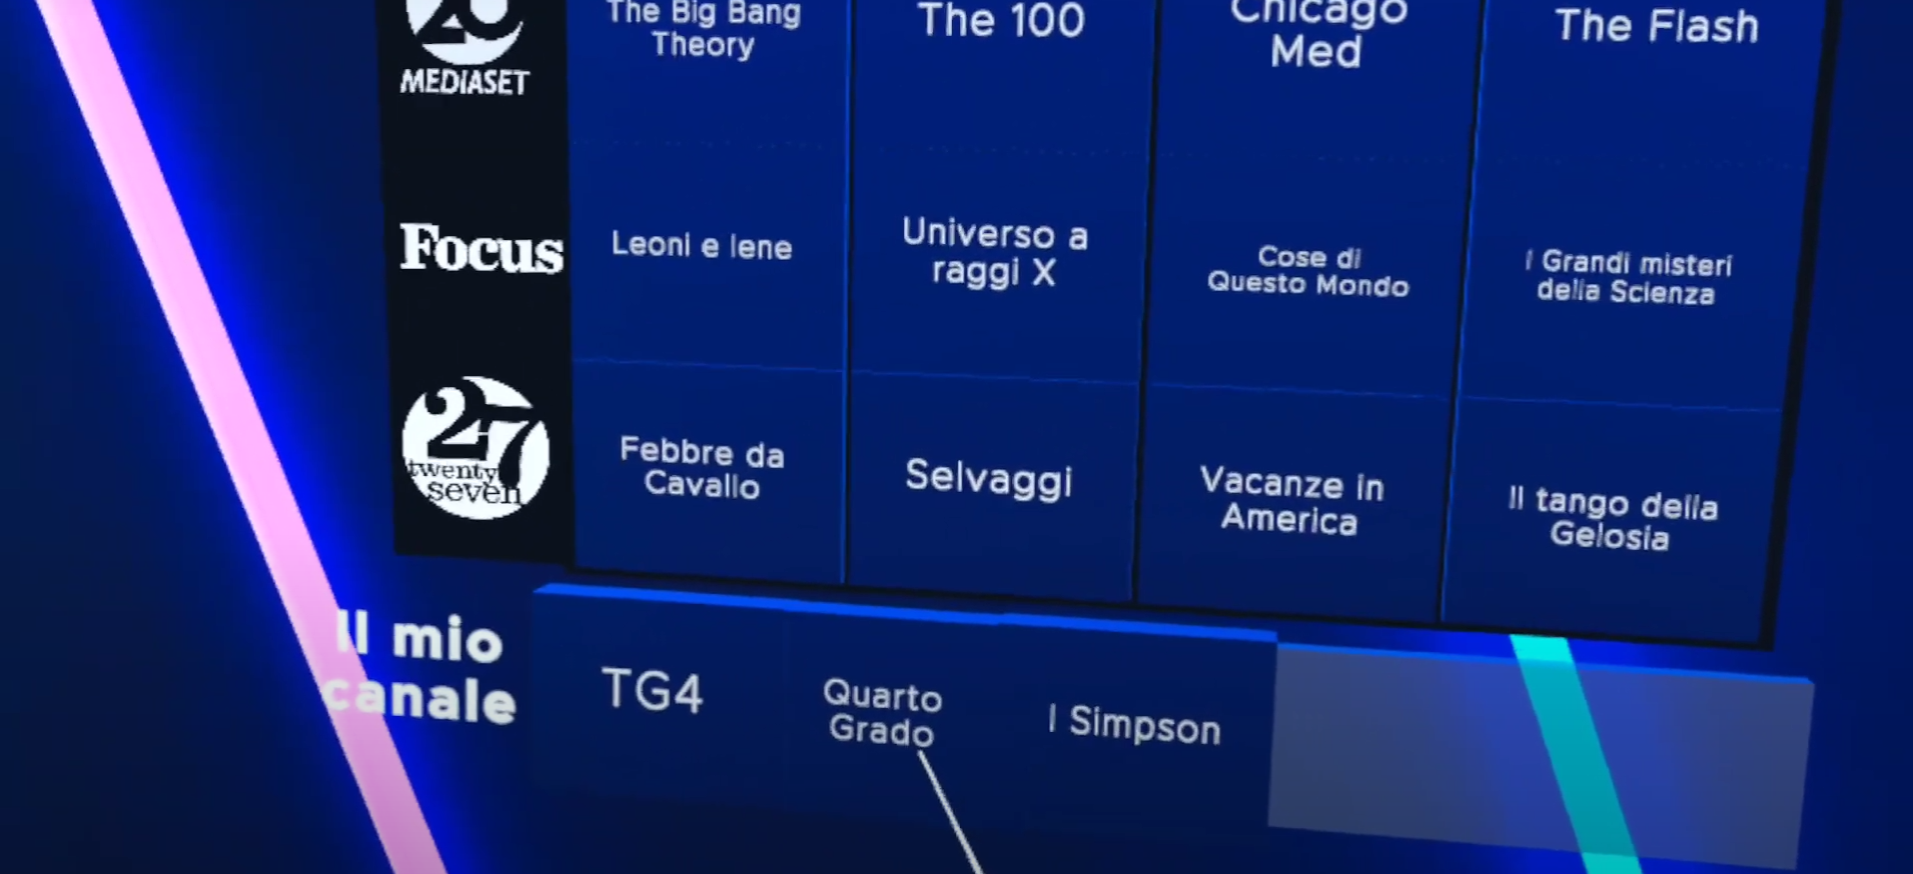 20
MEDIASET
The Big Bang
Theory
The 100
Chicago
Med
The Flash
Focus
Leoni e Iene
Universo a
raggi X
Cose di
Questo Mondo
I Grandi misteri
della Scienza
27
twenty
seven
Febbre da
Cavallo
Selvaggi
Vacanze in
America
Il tango della
Gelosia
Il mio
canale
TG4
Quarto
Grado
I Simpson